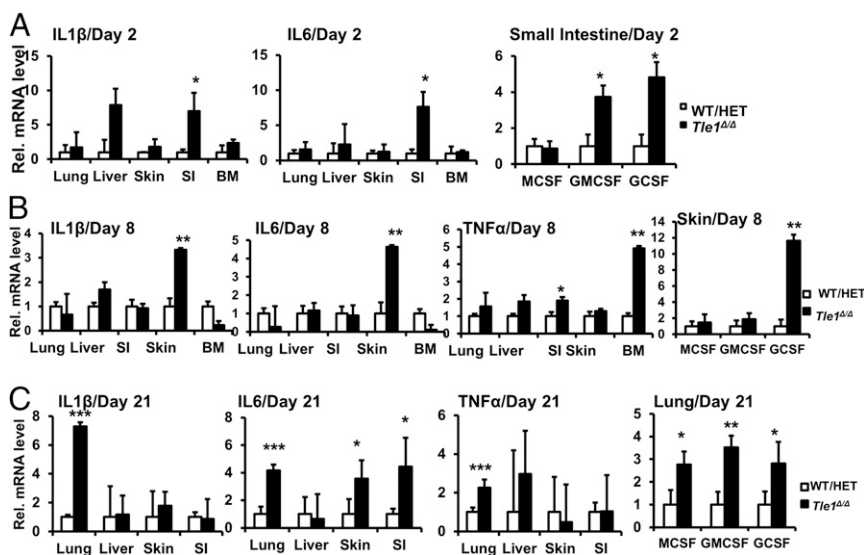 A
IL1β/Day 2
IL6/Day 2
Small Intestine/Day 2
Rel. mRNA level
15
10
5
0
*
Lung Liver Skin SI BM
15
10
5
0
*
Lung Liver Skin SI BM
6
4
2
0
*
*
MCSF GMCSF GCSF
WT/HET
Tle1Δ/Δ
B
IL1β/Day 8
IL6/Day 8
TNFα/Day 8
Skin/Day 8
Rel. mRNA level
4
3
2
1
0
**
Lung Liver SI Skin BM
5
4
3
2
1
0
**
Lung Liver SI Skin BM
6
5
4
3
2
1
0
*
**
Lung Liver SI Skin BM
14
12
10
8
6
4
2
0
**
MCSF GMCSF GCSF
WT/HET
Tle1Δ/Δ
C
IL1β/Day 21
IL6/Day 21
TNFα/Day 21
Lung/Day 21
Rel. mRNA level
8
6
4
2
0
***
Lung Liver Skin SI
8
6
4
2
0
***
*
*
Lung Liver Skin SI
6
4
2
0
***
Lung Liver Skin SI
5
4
3
2
1
0
*
**
*
MCSF GMCSF GCSF
WT/HET
Tle1Δ/Δ